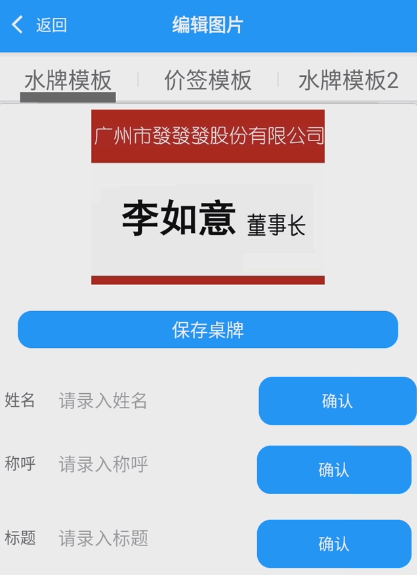 返回 编辑图片
水牌模板 价签模板 水牌模板2
广州市發發發股份有限公司
李如意 董事长
保存桌牌
姓名 请录入姓名 确认
称呼 请录入称呼 确认
标题 请录入标题 确认